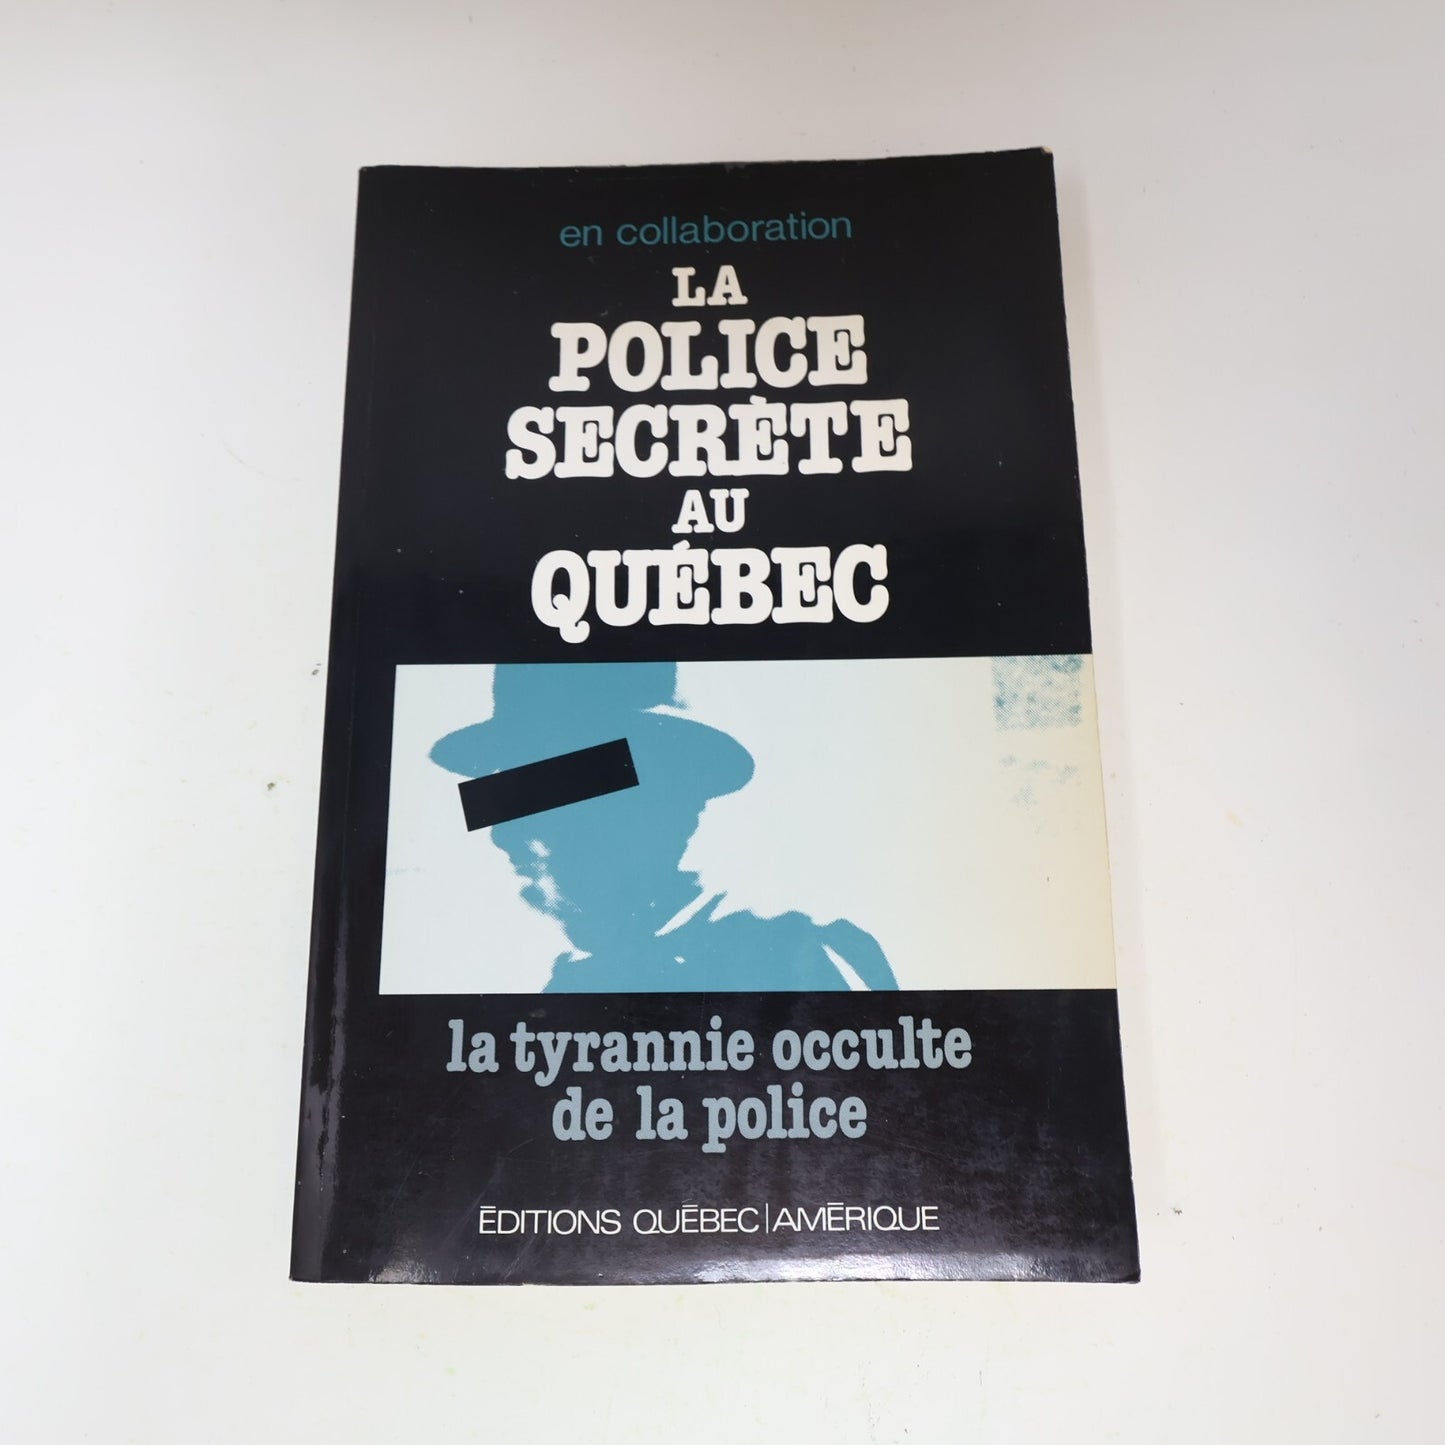 en collaboration
LA
POLICE
SECRÈTE
AU
QUÉBEC
la tyrannie occulte
de la police
ÉDITIONS QUÉBEC|AMÉRIQUE